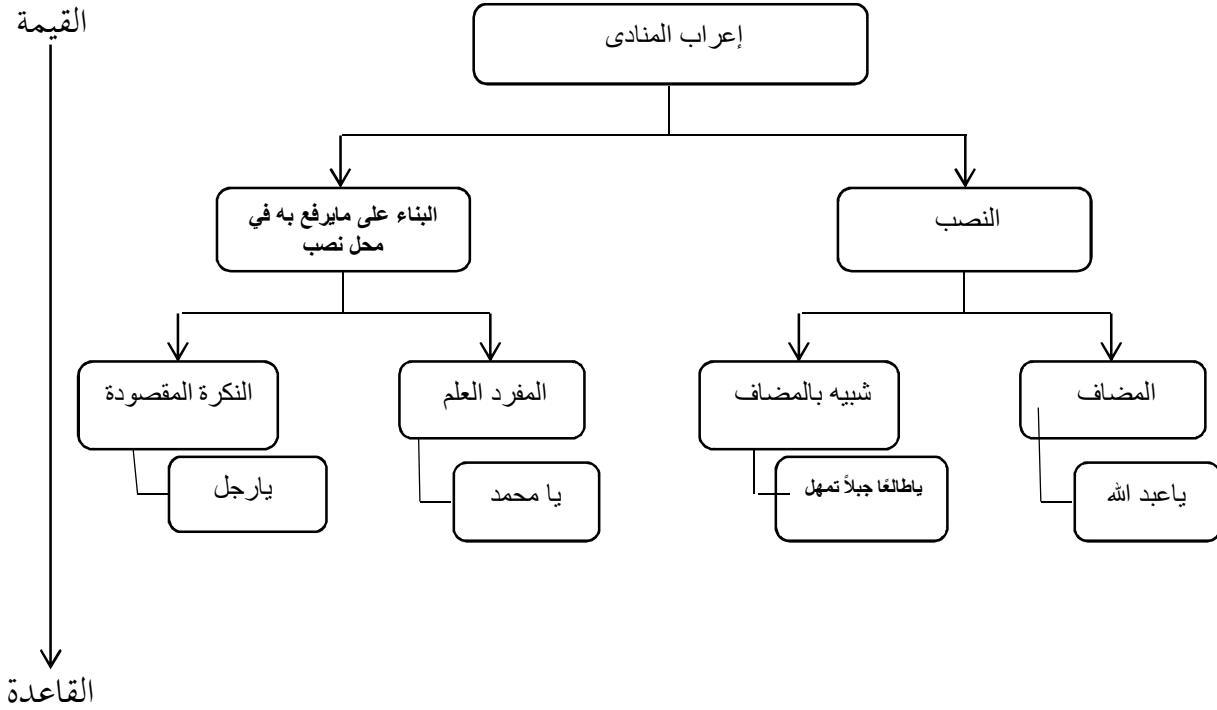 القيمة
إعراب المنادى
النصب
البناء على مايرفع به في
محل نصب
المضاف
شبيه بالمضاف
المفرد العلم
النكرة المقصودة
ياعبد الله
ياطالعًا جبلاً تمهل
يا محمد
يارجل
القاعدة